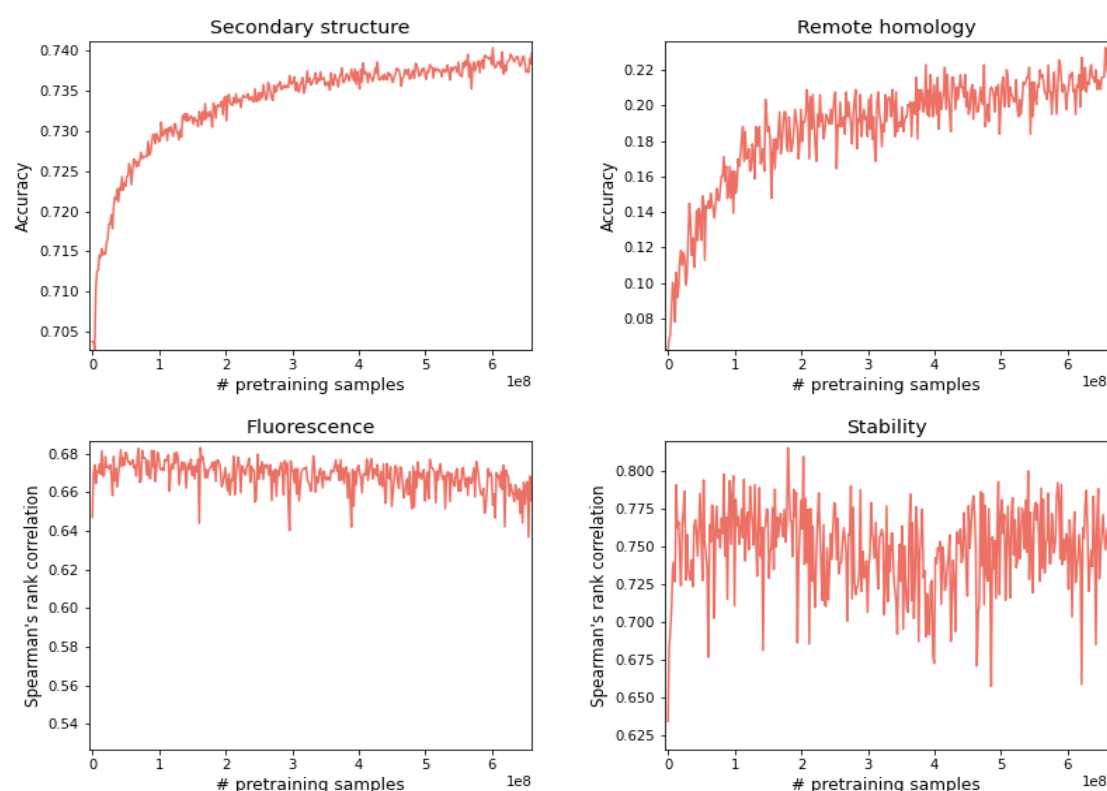 Secondary structure
Accuracy
0.740
0.735
0.730
0.725
0.720
0.715
0.710
0.705
0 1 2 3 4 5 6
1e8
# pretraining samples
Remote homology
Accuracy
0.22
0.20
0.18
0.16
0.14
0.12
0.10
0.08
0 1 2 3 4 5 6
1e8
# pretraining samples
Fluorescence
Spearman's rank correlation
0.68
0.66
0.64
0.62
0.60
0.58
0.56
0.54
0 1 2 3 4 5 6
1e8
# pretraining samples
Stability
Spearman's rank correlation
0.800
0.775
0.750
0.725
0.700
0.675
0.650
0.625
0 1 2 3 4 5 6
1e8
# pretraining samples